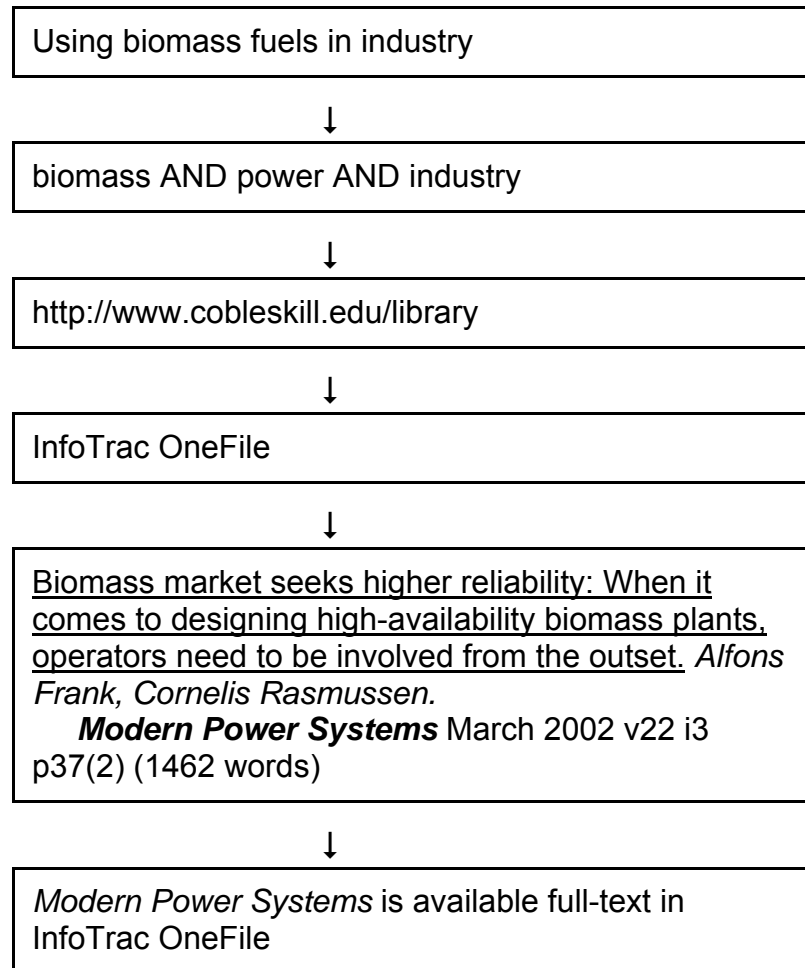 Using biomass fuels in industry
↓
biomass AND power AND industry
↓
http://www.cobleskill.edu/library
↓
InfoTrac OneFile
↓
Biomass market seeks higher reliability: When it
comes to designing high-availability biomass plants,
operators need to be involved from the outset. Alfons
Frank, Cornelis Rasmussen.
Modern Power Systems March 2002 v22 i3
p37(2) (1462 words)
↓
Modern Power Systems is available full-text in
InfoTrac OneFile